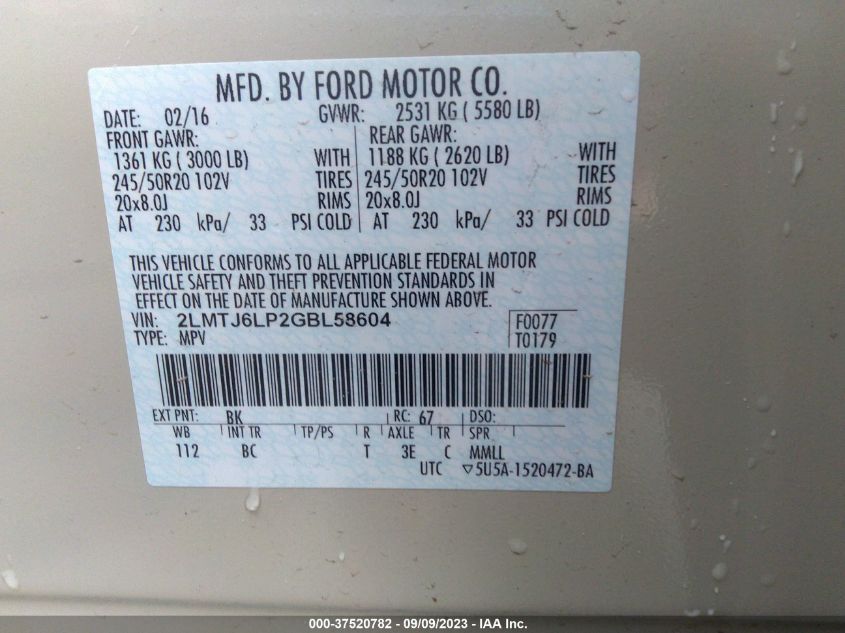 MFD. BY FORD MOTOR CO.
DATE: 02/16 GVWR: 2531 KG ( 5580 LB)
FRONT GAWR: REAR GAWR:
1361 KG ( 3000 LB) WITH 1188 KG ( 2620 LB) WITH
245/50R20 102V TIRES 245/50R20 102V TIRES
20x8.0J RIMS 20x8.0J RIMS
AT 230 kPa/ 33 PSI COLD AT 230 kPa/ 33 PSI COLD
THIS VEHICLE CONFORMS TO ALL APPLICABLE FEDERAL MOTOR
VEHICLE SAFETY AND THEFT PREVENTION STANDARDS IN
EFFECT ON THE DATE OF MANUFACTURE SHOWN ABOVE.
VIN: 2LMTJ6LP2GBL58604 F0077
TYPE: MPV T0179
EXT PNT: BK RC: 67 DSO:
WB INT TR TP/PS R AXLE TR SPR
112 BC T 3E C MMLL
UTC ▽5U5A-1520472-BA
000-37520782 - 09/09/2023 - IAA Inc.